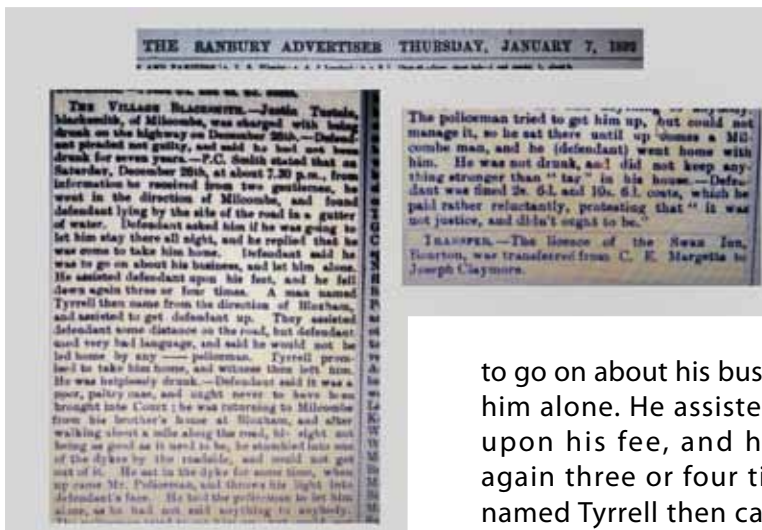 THE BANBURY ADVERTISER THURSDAY, JANUARY 7, 1892
THE VILLAGE BLACKSMITH.—Justin Tustain,
blacksmith, of Milcombe, was charged with being
drunk on the highway on December 26th.—Defend-
ant pleaded not guilty, and said he had not been
drunk for seven years.—P.C. Smith stated that on
Saturday, December 26th, at about 7.30 p.m., from
information he received from two gentlemen, he
went in the direction of Milcombe, and found
defendant lying by the side of the road in a gutter
of water. Defendant asked him if he was going to
let him stay there all night, and he replied that he
was come to take him home. Defendant said he
was to go on about his business, and let him alone.
He assisted defendant upon his feet, and he fell
down again three or four times. A man named
Tyrrell then came from the direction of Bloxham,
and assisted to get defendant up. They assisted
defendant some distance on the road, but defendant
used very bad language, and said he would not be
led home by any —— policeman. Tyrrell prom-
ised to take him home, and witness then left him.
He was helplessly drunk.—Defendant said it was a
poor, paltry case, and ought never to have been
brought into Court; he was returning to Milcombe
from his brother's house at Bloxham, and after
walking about a mile along the road, his sight not
being as good as it used to be, he stumbled into one
of the dykes by the roadside, and could not get
out of it. He sat in the dyke for some time, when
up came Mr. Policeman, and throws his light into
defendant's face. He told the policeman to let him
alone, as he had not said anything to anybody.
The policeman tried to get him up, but could not
manage it, so he sat there until up comes a Mil-
combe man, and he (defendant) went home with
him. He was not drunk, and did not keep any-
thing stronger than "tay" in his house.—Defen-
dant was fined 2s. 6d. and 10s. 6d. costs, which he
paid rather reluctantly, protesting that "it was
not justice, and didn't ought to be."
TRANSFER.—The licence of the Swan Inn,
Bourton, was transferred from C. E. Margetts to
Joseph Claymore.
to go on about his bus
him alone. He assiste
upon his fee, and h
again three or four ti
named Tyrrell then ca